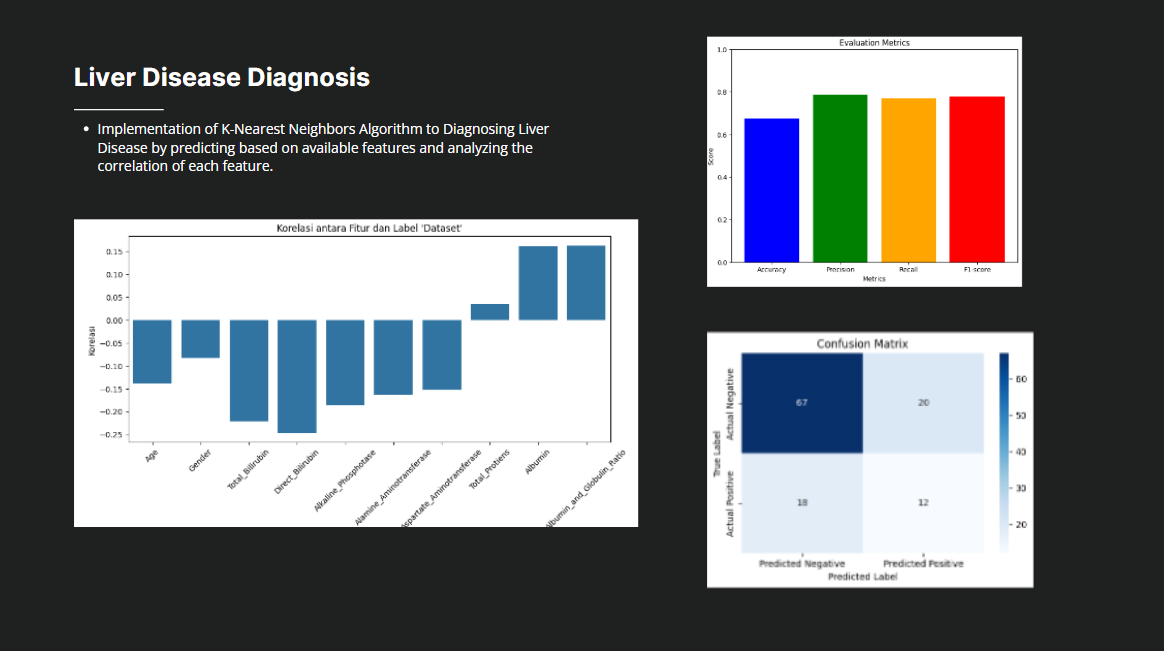 Liver Disease Diagnosis
• Implementation of K-Nearest Neighbors Algorithm to Diagnosing Liver
Disease by predicting based on available features and analyzing the
correlation of each feature.
Korelasi antara Fitur dan Label 'Dataset'
Korelasi
0.15
0.10
0.05
0.00
−0.05
−0.10
−0.15
−0.20
−0.25
Age
Gender
Total_Bilirubin
Direct_Bilirubin
Alkaline_Phosphotase
Alamine_Aminotransferase
Aspartate_Aminotransferase
Total_Protiens
Albumin
Albumin_and_Globulin_Ratio
Evaluation Metrics
Score
1.0
0.8
0.6
0.4
0.2
0.0
Accuracy Precision Recall F1-score
Metrics
Confusion Matrix
True Label
Actual Negative
Actual Positive
67 20
18 12
60
50
40
30
20
Predicted Negative Predicted Positive
Predicted Label